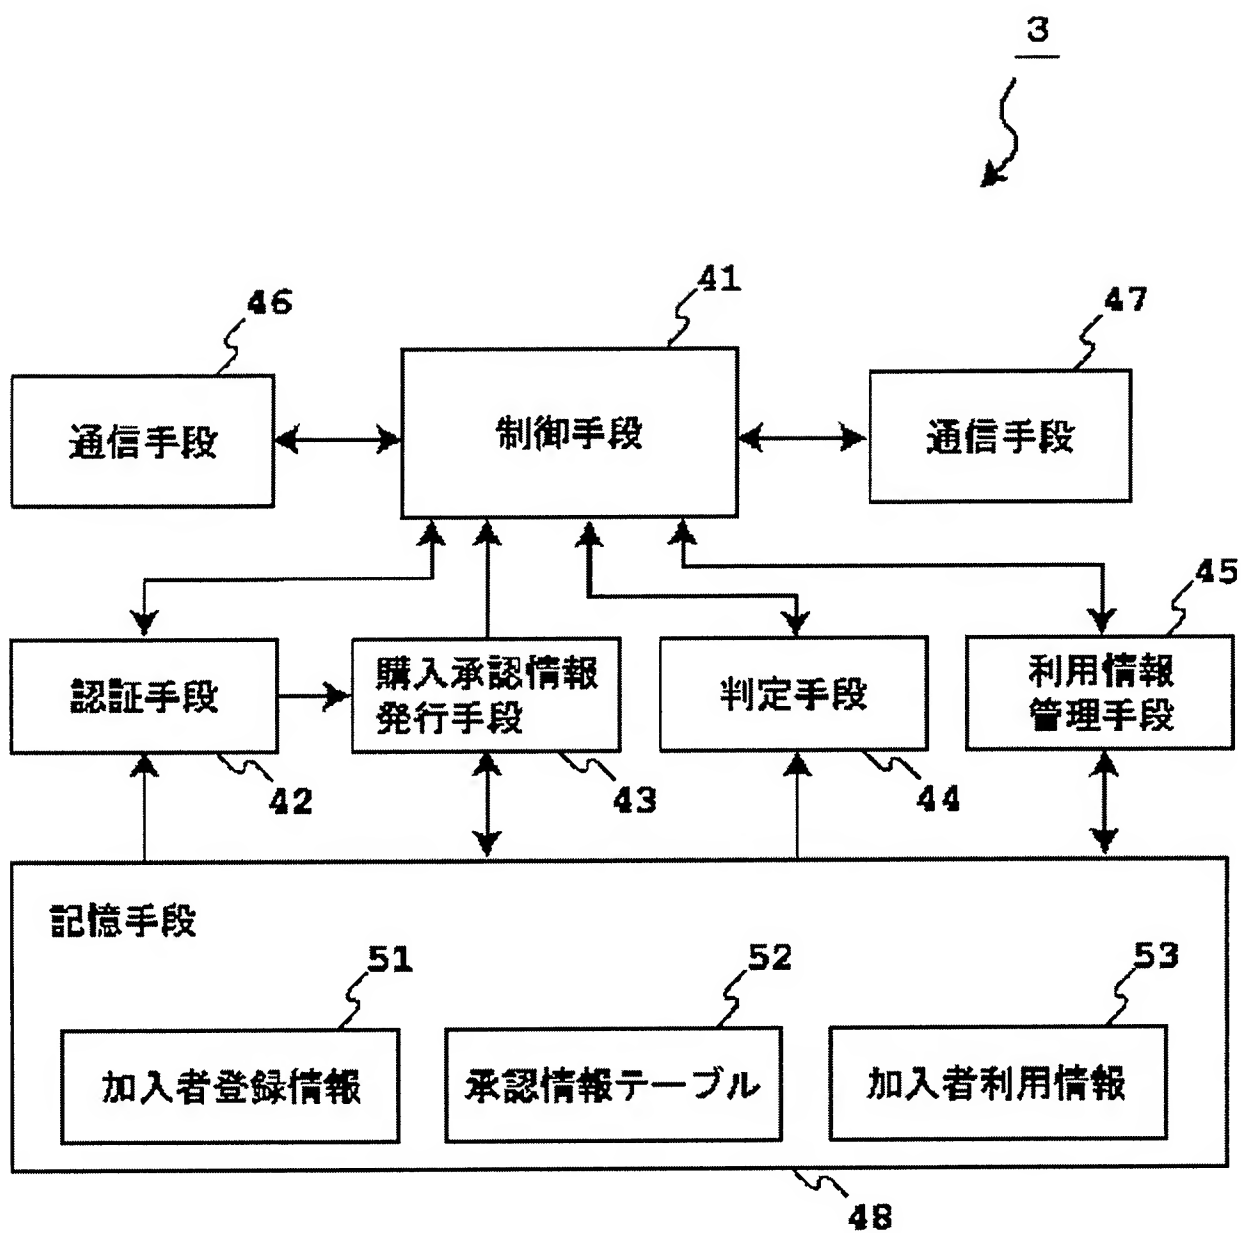 3
46
41
47
通信手段
制御手段
通信手段
45
認証手段
購入承認情報
発行手段
判定手段
利用情報
管理手段
42
43
44
記憶手段
51
52
53
加入者登録情報
承認情報テーブル
加入者利用情報
48